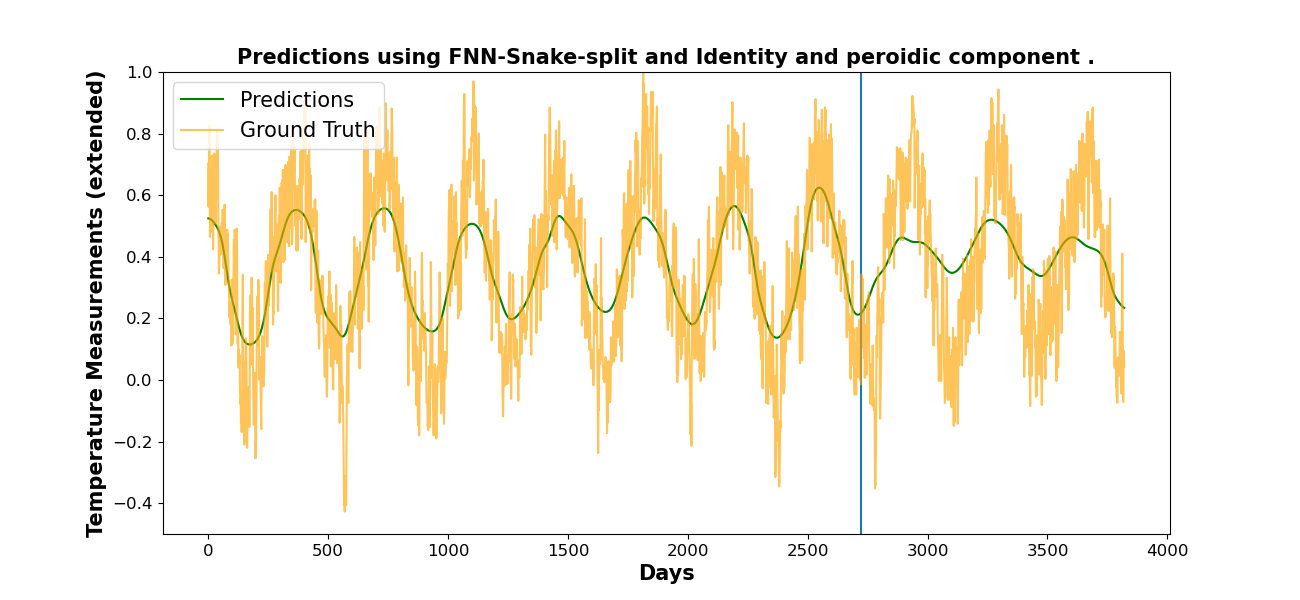 Predictions using FNN-Snake-split and Identity and peroidic component .
Temperature Measurements (extended)
1.0
0.8
0.6
0.4
0.2
0.0
−0.2
−0.4
Predictions
Ground Truth
0 500 1000 1500 2000 2500 3000 3500 4000
Days